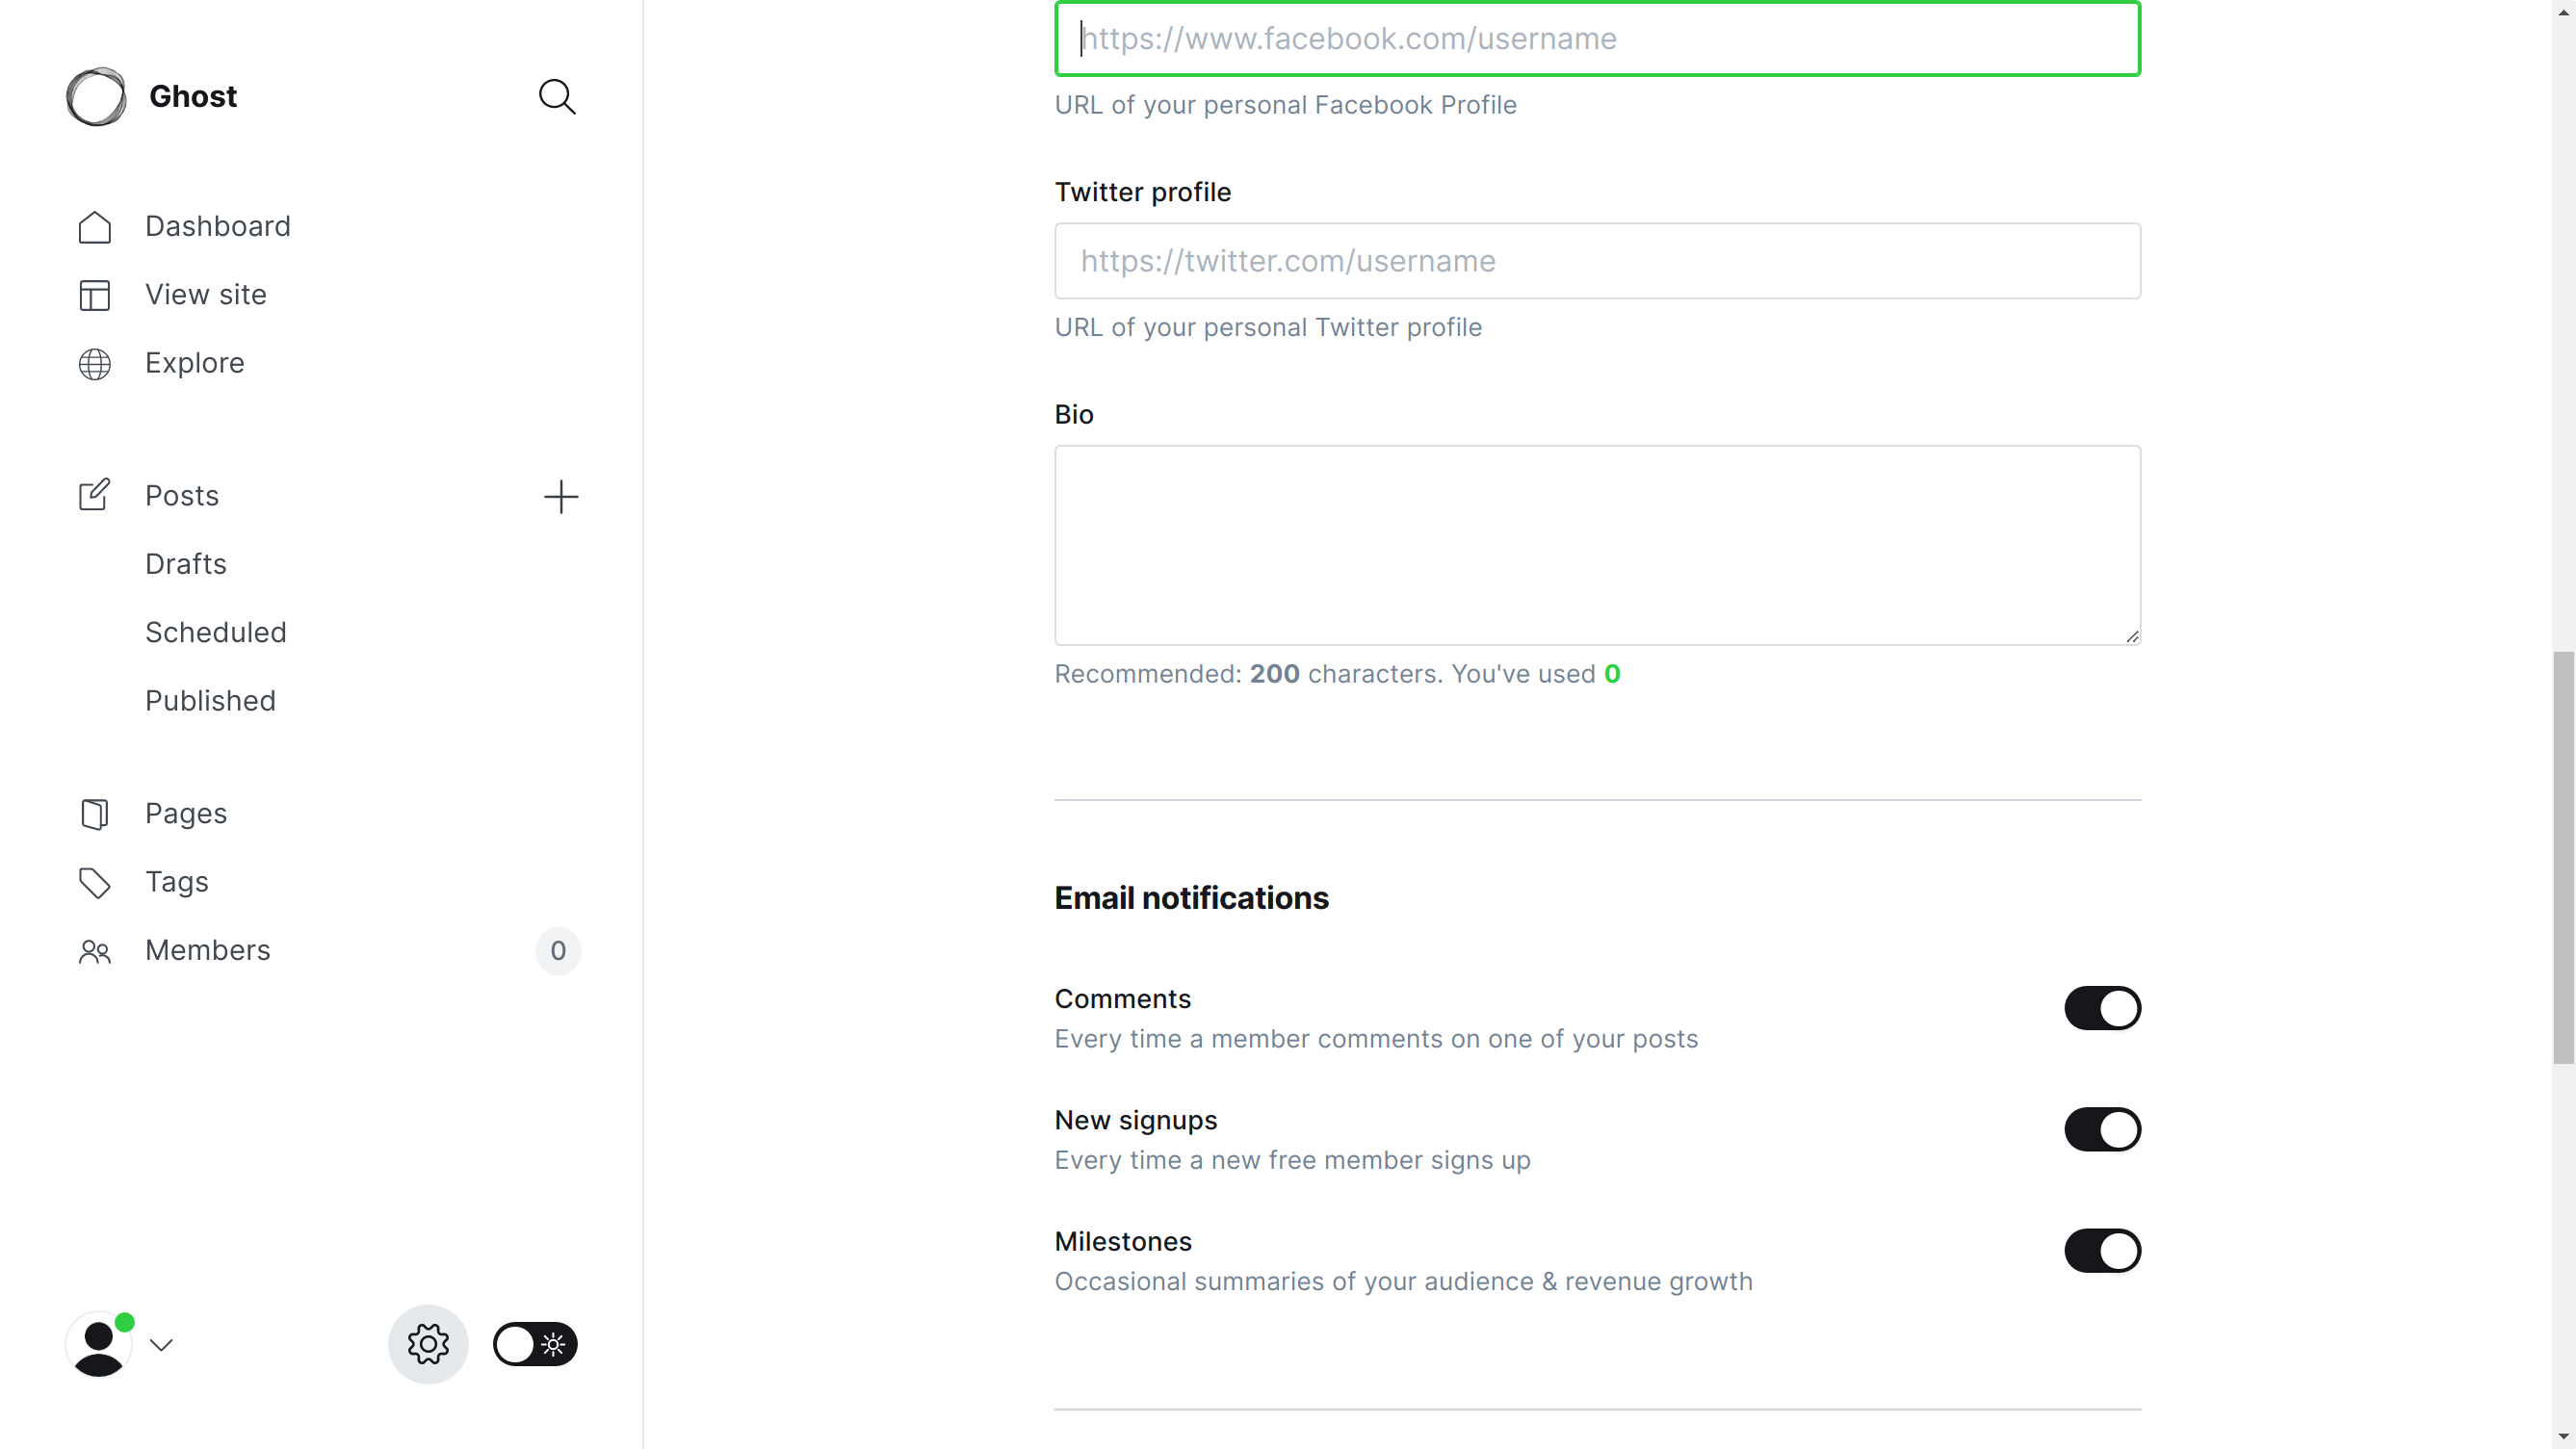 Ghost
Dashboard
View site
Explore
Posts
Drafts
Scheduled
Published
Pages
Tags
Members
0
https://www.facebook.com/username
URL of your personal Facebook Profile
Twitter profile
https://twitter.com/username
URL of your personal Twitter profile
Bio
Recommended: 200 characters. You've used 0
Email notifications
Comments
Every time a member comments on one of your posts
New signups
Every time a new free member signs up
Milestones
Occasional summaries of your audience & revenue growth